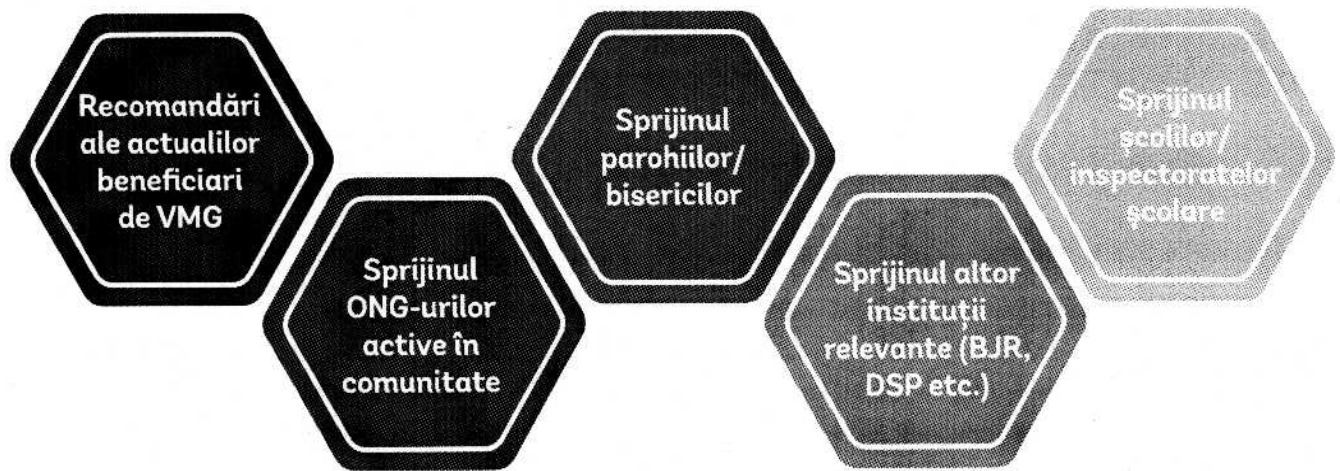 Recomandări
ale actualilor
beneficiari
de VMG
Sprijinul
ONG-urilor
active în
comunitate
Sprijinul
parohiilor/
bisericilor
Sprijinul altor
instituții
relevante (BJR,
DSP etc.)
Sprijinul
școlilor/
inspectoratelor
școlare